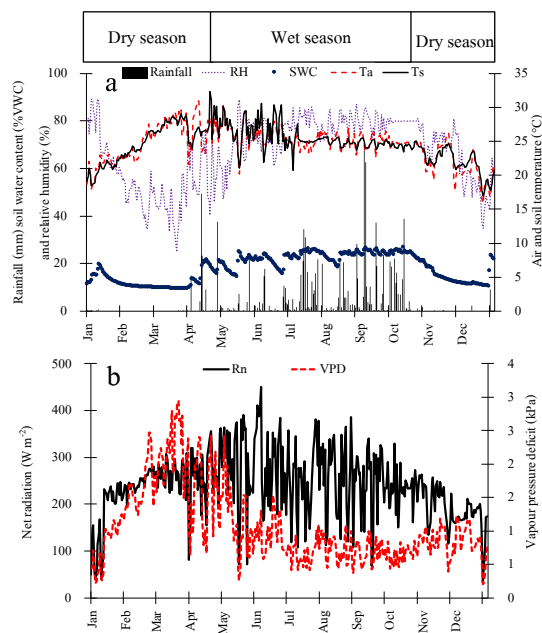 Dry season Wet season Dry season
Rainfall RH SWC Ta Ts
a
100 35
80 30
60 25
40 20
20 15
0 10
5
0
Rainfall (mm) soil water content (%VWC)
and reletive humidity (%)
Air and soil temperature (°C)
Jan Feb Mar Apr May Jun Jul Aug Sep Oct Nov Dec
b
Rn VPD
500 4
400 3
300 3
200 2
100 2
0 1
1
0
Net radiation (W m-2)
Vapour pressure deficit (kPa)
Jan Feb Mar Apr May Jun Jul Aug Sep Oct Nov Dec